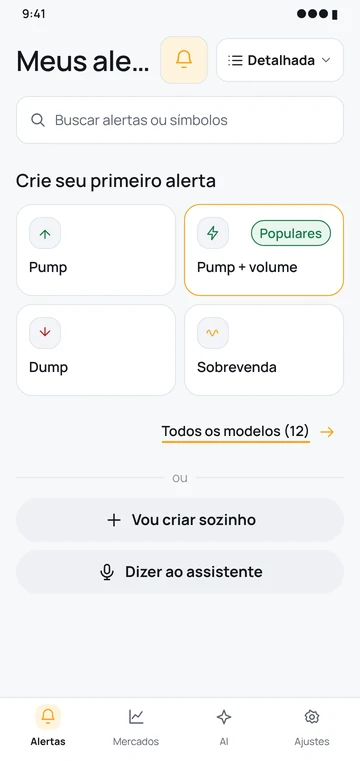 9:41
Meus ale...
Detalhada
Buscar alertas ou símbolos
Crie seu primeiro alerta
Pump
Populares
Pump + volume
Dump
Sobrevenda
Todos os modelos (12)
ou
Vou criar sozinho
Dizer ao assistente
Alertas
Mercados
AI
Ajustes